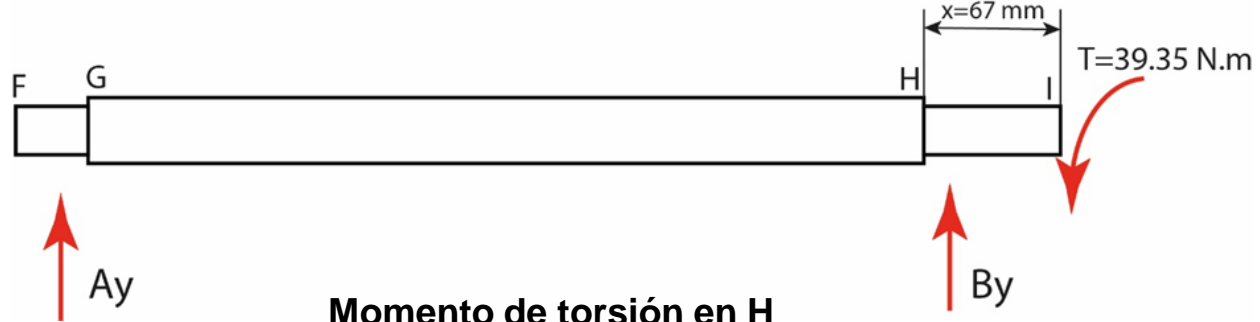 x=67 mm
T=39.35 N.m
F
G
H
I
Ay
By
Momento de torsión en H